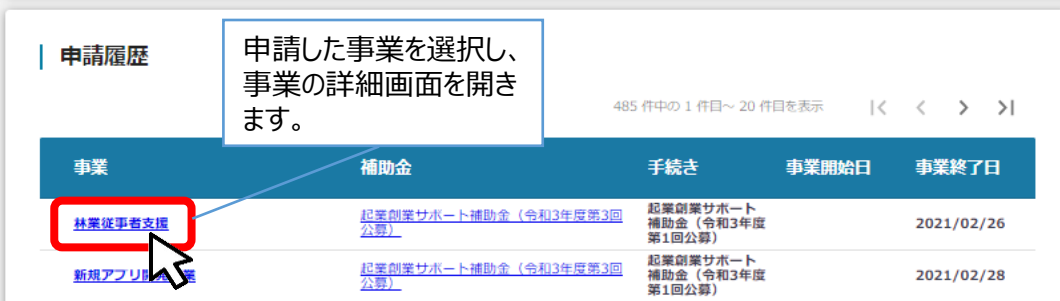 申請履歴
申請した事業を選択し、
事業の詳細画面を開き
ます。
485 件中の 1 件目～ 20 件目を表示
事業 補助金 手続き 事業開始日 事業終了日
林業従事者支援
起業創業サポート補助金（令和3年度第3回
公募）
起業創業サポート
補助金（令和3年度
第1回公募）
2021/02/26
新規アプリ
起業創業サポート補助金（令和3年度第3回
公募）
起業創業サポート
補助金（令和3年度
第1回公募）
2021/02/28